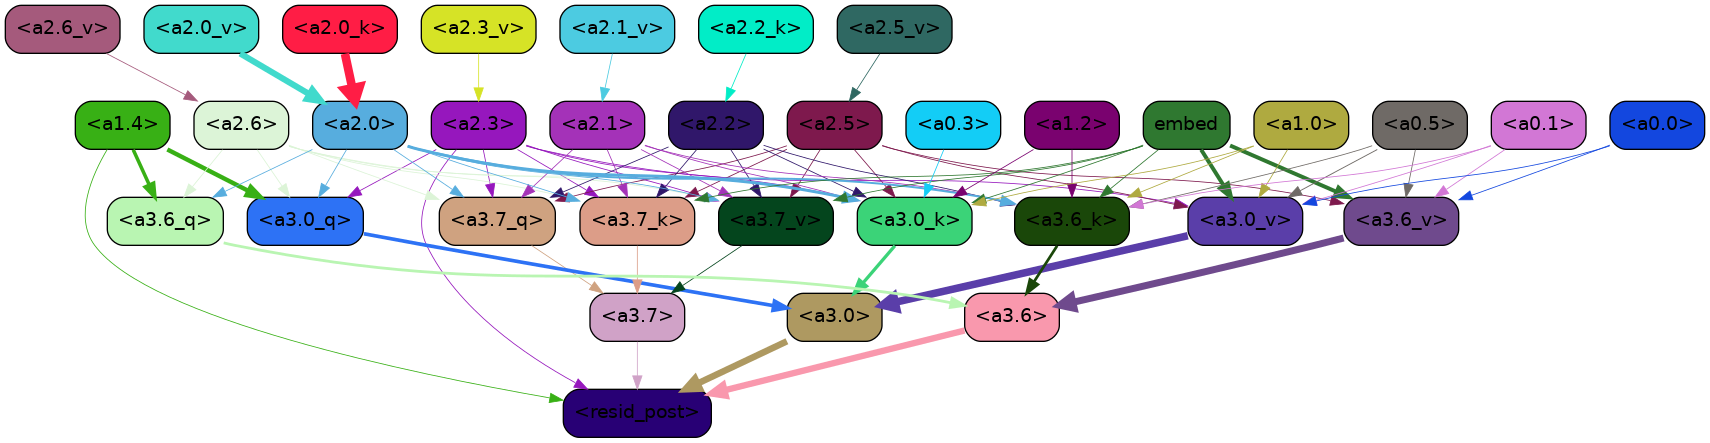 <a2.6_v> <a2.0_v> <a2.0_k> <a2.3_v> <a2.1_v> <a2.2_k> <a2.5_v>
<a1.4> <a2.6> <a2.0> <a2.3> <a2.1> <a2.2> <a2.5> <a0.3> <a1.2> embed <a1.0> <a0.5> <a0.1> <a0.0>
<a3.6_q> <a3.0_q> <a3.7_q> <a3.7_k> <a3.7_v> <a3.0_k> <a3.6_k> <a3.0_v> <a3.6_v>
<a3.7> <a3.0> <a3.6>
<resid_post>